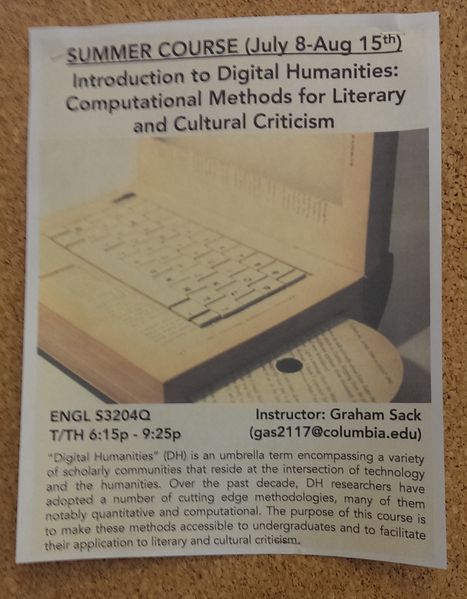 SUMMER COURSE (July 8-Aug 15th)
Introduction to Digital Humanities:
Computational Methods for Literary
and Cultural Criticism
ENGL S3204Q
Instructor: Graham Sack
T/TH 6:15p - 9:25p
(gas2117@columbia.edu)
"Digital Humanities" (DH) is an umbrella term encompassing a variety
of scholarly communities that reside at the intersection of technology
and the humanities. Over the past decade, DH researchers have
adopted a number of cutting edge methodologies, many of them
notably quantitative and computational. The purpose of this course is
to make these methods accessible to undergraduates and to facilitate
their application to literary and cultural criticism.